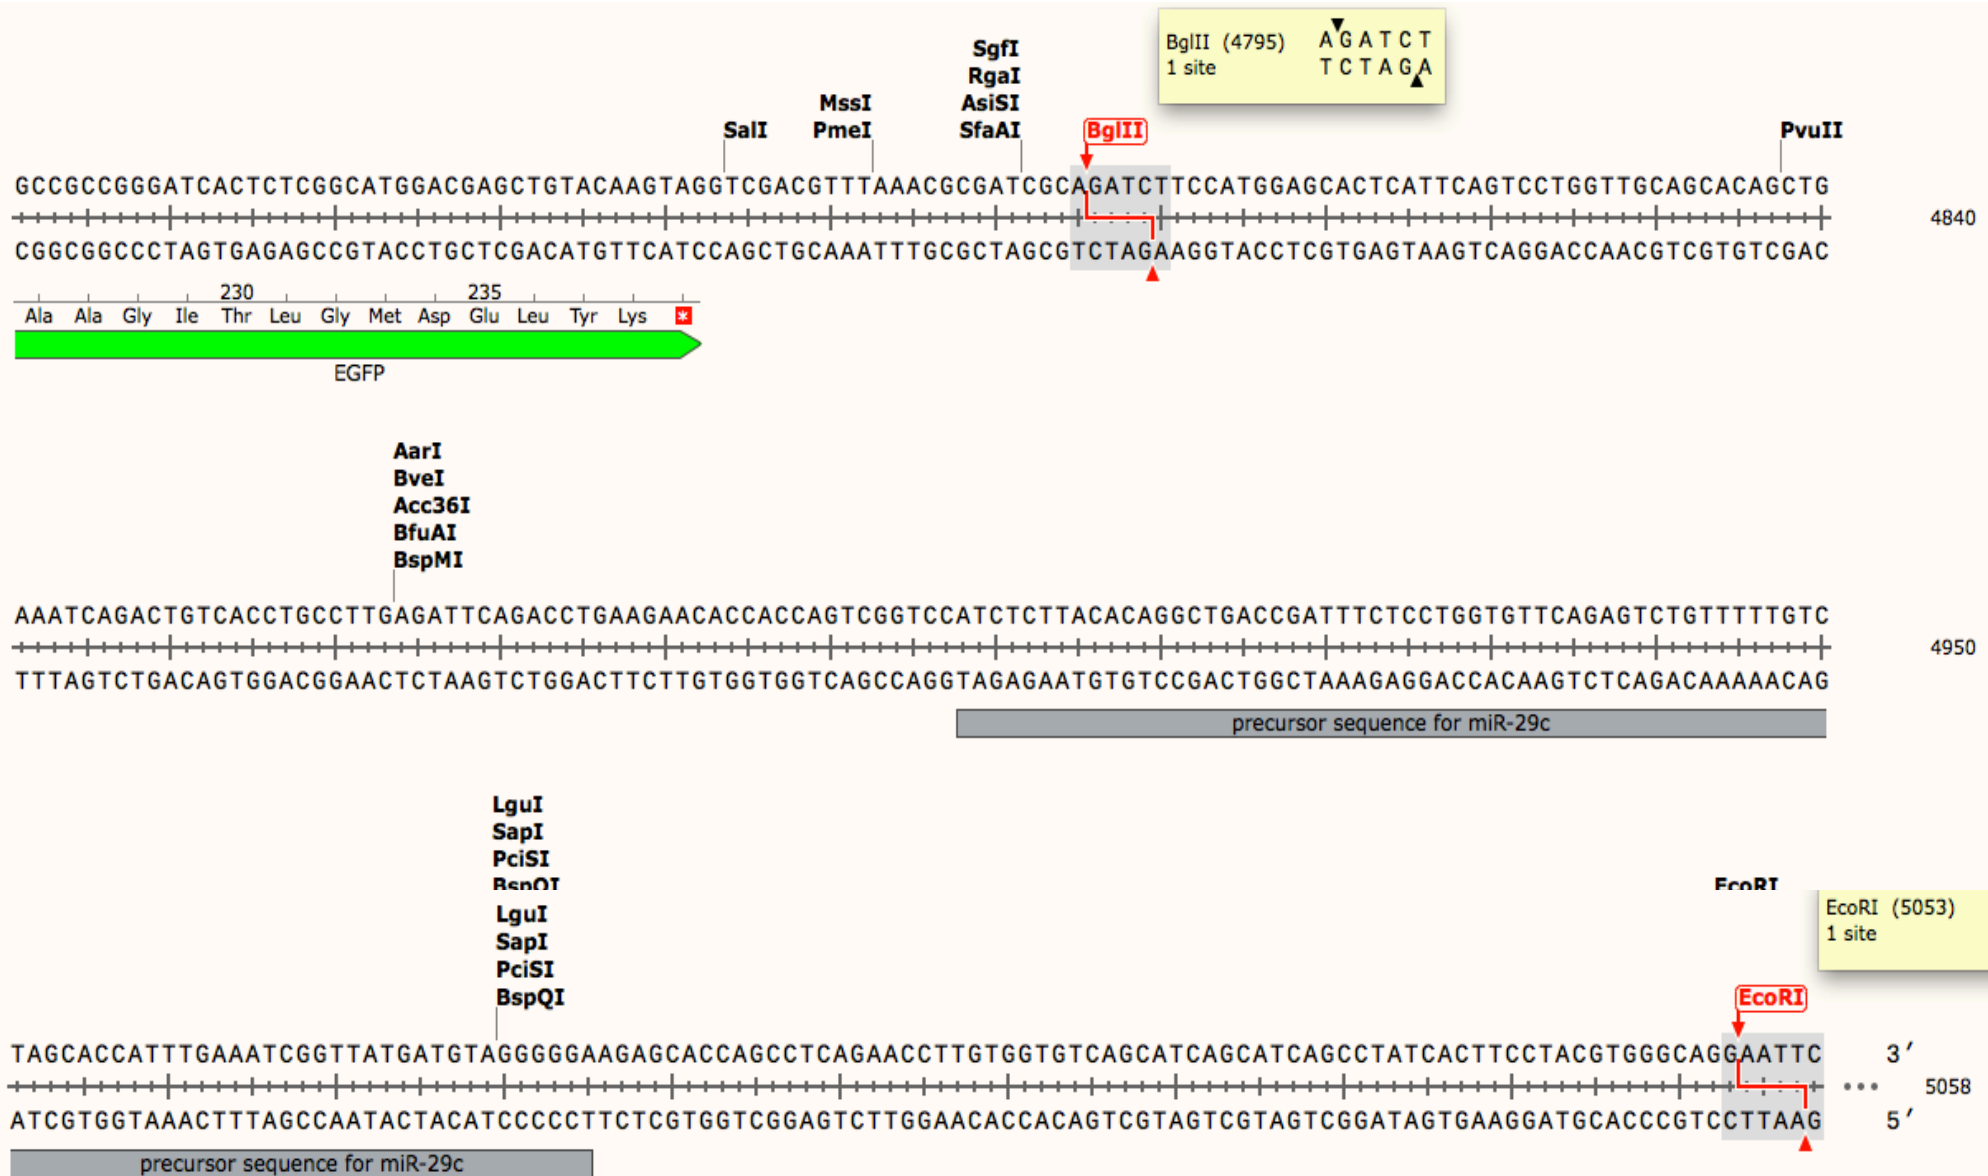 BglII (4795) A G A T C T
1 site T C T A G A
SgfI
RgaI
MssI AsiSI
SalI PmeI SfaAI BglII PvuII
GCCGCCGGGATCACTCTCGGCATGGACGAGCTGTACAAGTAGGTCGACGTTTAAACGCGATCGCAGATCTTCCATGGAGCACTCATTCAGTCCTGGTTGCAGCACAGCTG
4840
CGGCGGCCCTAGTGAGAGCCGTACCTGCTCGACATGTTCATCCAGCTGCAAATTTGCGCTAGCGTCTAGAAGGTACCTCGTGAGTAAGTCAGGACCAACGTCGTGTCGAC
230 235
Ala Ala Gly Ile Thr Leu Gly Met Asp Glu Leu Tyr Lys *
EGFP
AarI
BveI
Acc36I
BfuAI
BspMI
AAATCAGACTGTCACCTGCCTTGAGATTCAGACCTGAAGAACACCACCAGTCGGTCCATCTCTTACACAGGCTGACCGATTTCTCCTGGTGTTCAGAGTCTGTTTTTGTC
4950
TTTAGTCTGACAGTGGACGGAACTCTAAGTCTGGACTTCTTGTGGTGGTCAGCCAGGTAGAGAATGTGTCCGACTGGCTAAAGAGGACCACAAGTCTCAGACAAAAACAG
precursor sequence for miR-29c
LguI
SapI
PciSI
BspQI EcoRI
LguI EcoRI (5053)
SapI 1 site
PciSI
BspQI EcoRI
TAGCACCATTTGAAATCGGTTATGATGTAGGGGGAAGAGCACCAGCCTCAGAACCTTGTGGTGTCAGCATCAGCATCAGCCTATCACTTCCTACGTGGGCAGGAATTC 3′
5058
ATCGTGGTAAACTTTAGCCAATACTACATCCCCCTTCTCGTGGTCGGAGTCTTGGAACACCACAGTCGTAGTCGTAGTCGGATAGTGAAGGATGCACCCGTCCTTAAG 5′
precursor sequence for miR-29c